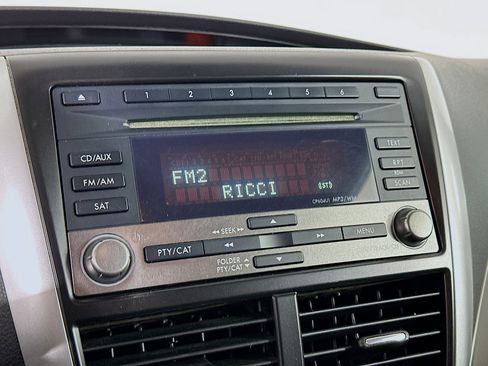 1 2 3 4 5 6
CD/AUX
TEXT
FM2
RPT
FM/AM
RICCI
(ST)
SCAN
SAT
MP3/WMA
SEEK
PTY/CAT
MENU
FOLDER
PTY/CAT